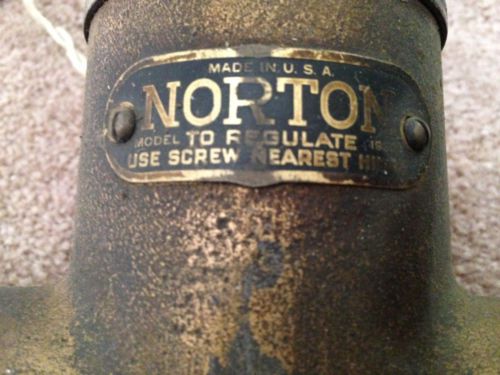 MADE IN U. S. A.
NORTON
MODEL TO REGULATE
USE SCREW NEAREST